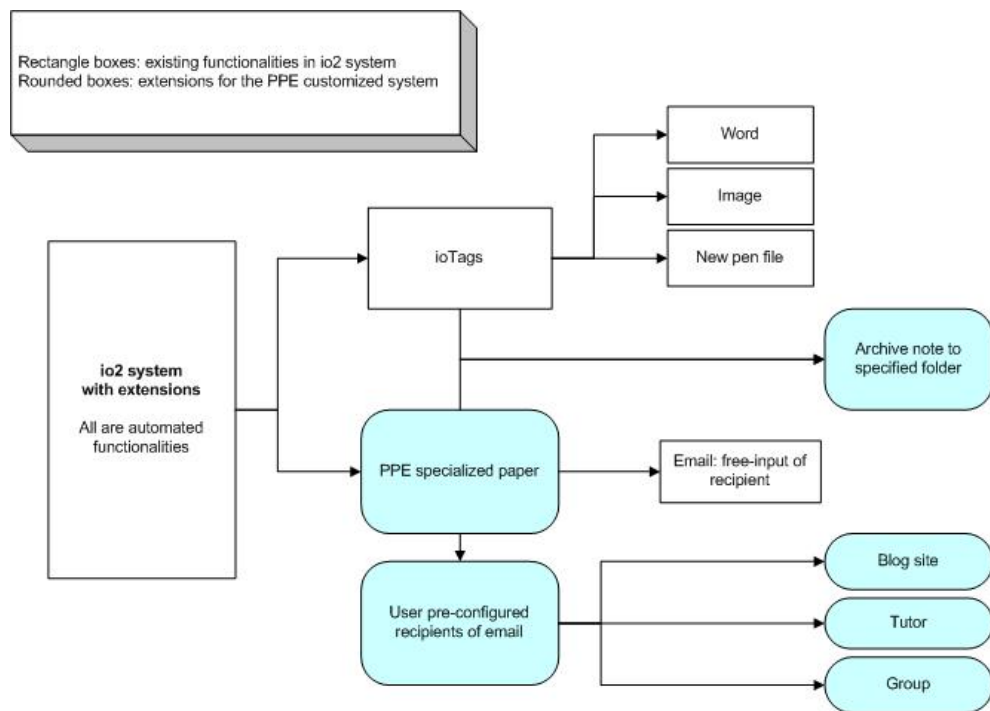 Rectangle boxes: existing functionalities in io2 system
Rounded boxes: extensions for the PPE customized system
Word
Image
New pen file
ioTags
Archive note to
specified folder
io2 system
with extensions
All are automated
functionalities
PPE specialized paper
Email: free-input of
recipient
User pre-configured
recipients of email
Blog site
Tutor
Group